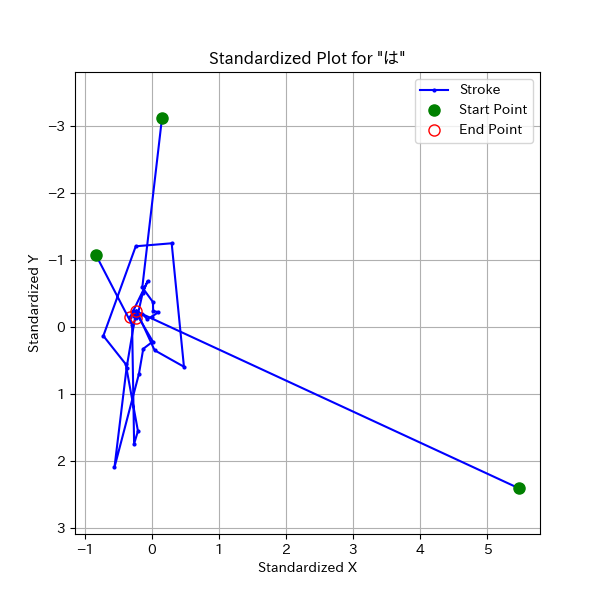 Standardized Plot for "は"
Stroke
Start Point
End Point
−3
−2
−1
0
1
2
3
Standardized Y
−1 0 1 2 3 4 5
Standardized X